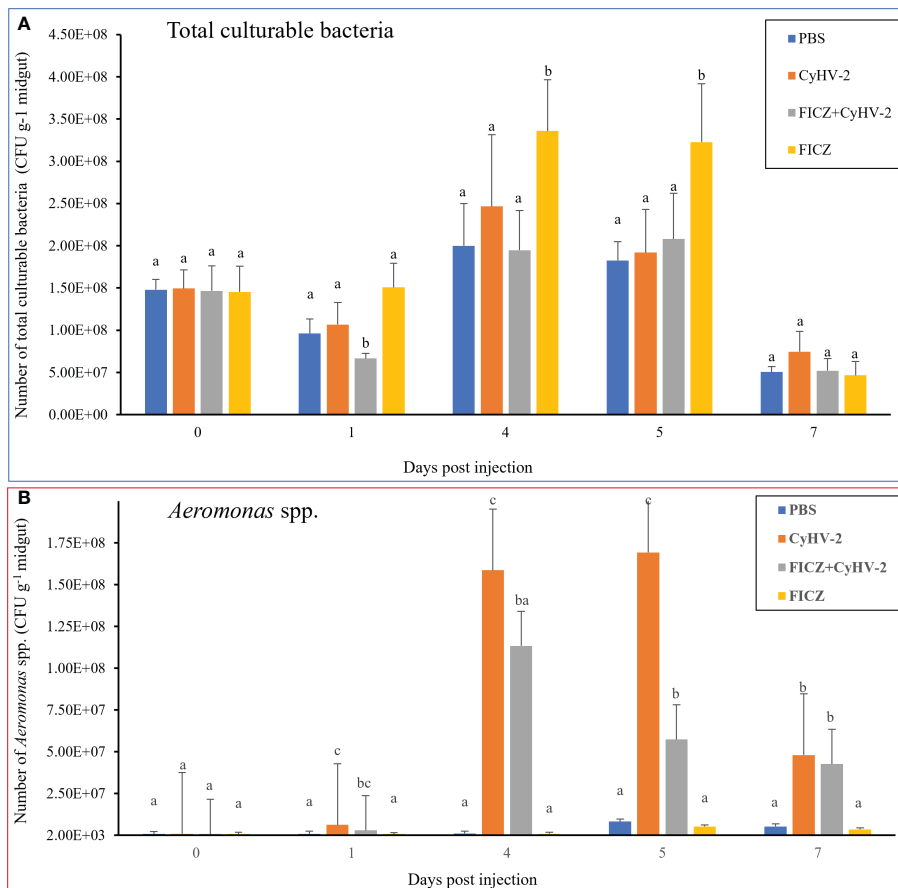 A
Total culturable bacteria
Number of total culturable bacteria (CFU g-1 midgut)
4.50E+08
4.00E+08
3.50E+08
3.00E+08
2.50E+08
2.00E+08
1.50E+08
1.00E+08
5.00E+07
0.00E+00
PBS
CyHV-2
FICZ+CyHV-2
FICZ
a a a a
a a b a
a a a b
a a a b
a a a a
0 1 4 5 7
Days post injection
B
Aeromonas spp.
Number of Aeromonas spp. (CFU g-1 midgut)
1.75E+08
1.50E+08
1.25E+08
1.00E+08
7.50E+07
5.00E+07
2.50E+07
2.00E+03
PBS
CyHV-2
FICZ+CyHV-2
FICZ
a a a a
a c bc a
a c ba a
a c b a
a b b a
0 1 4 5 7
Days post injection